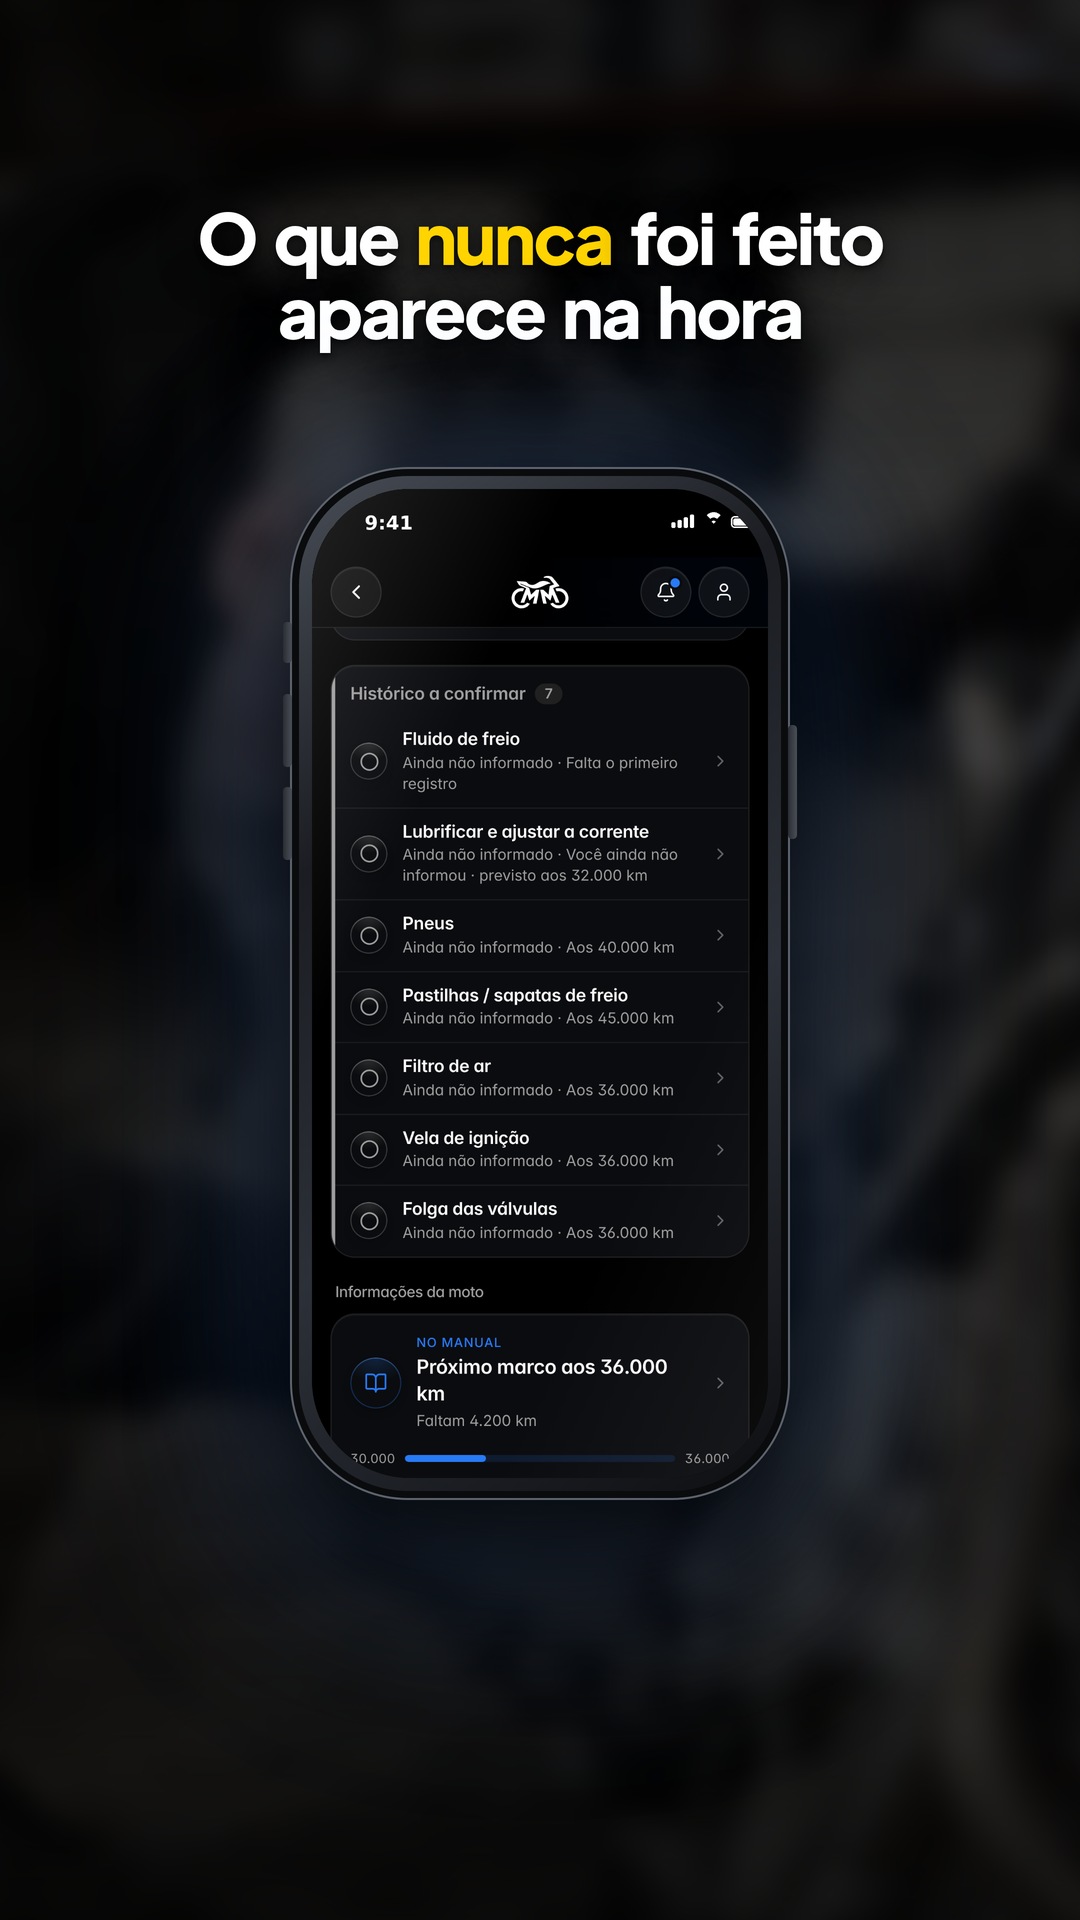 O que nunca foi feito
aparece na hora
9:41
MM
Histórico a confirmar 7
Fluido de freio
Ainda não informado · Falta o primeiro
registro
Lubrificar e ajustar a corrente
Ainda não informado · Você ainda não
informou · previsto aos 32.000 km
Pneus
Ainda não informado · Aos 40.000 km
Pastilhas / sapatas de freio
Ainda não informado · Aos 45.000 km
Filtro de ar
Ainda não informado · Aos 36.000 km
Vela de ignição
Ainda não informado · Aos 36.000 km
Folga das válvulas
Ainda não informado · Aos 36.000 km
Informações da moto
NO MANUAL
Próximo marco aos 36.000
km
Faltam 4.200 km
30.000 36.000